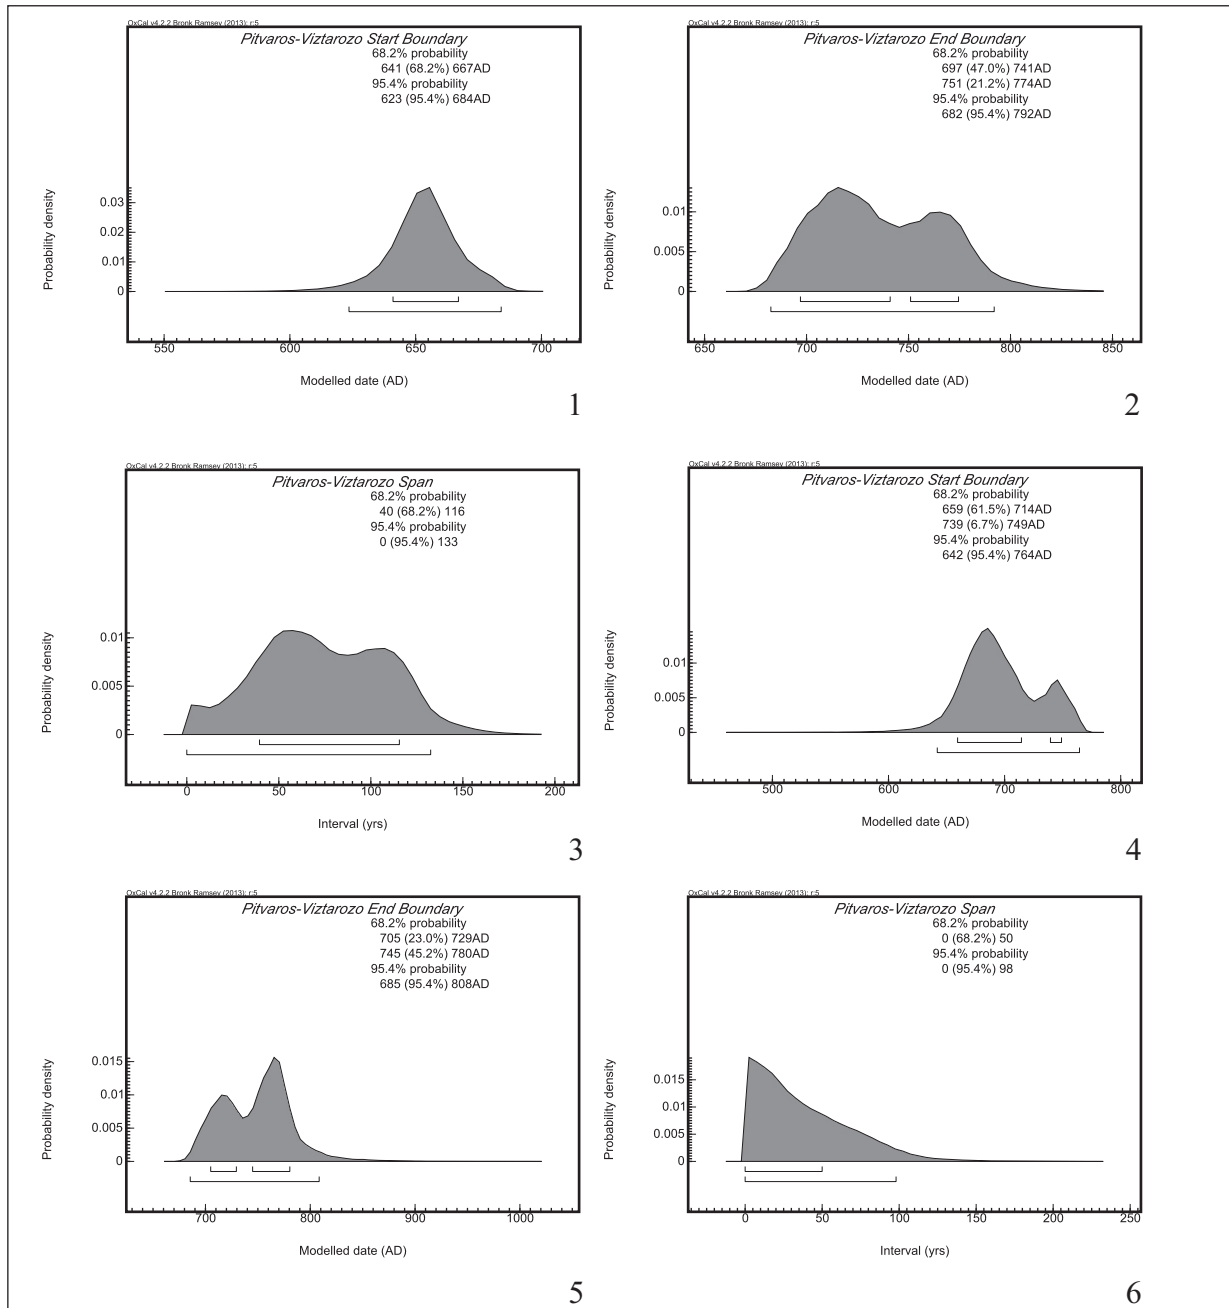 OxCal v4.2.2 Bronk Ramsey (2013); r:5
Pitvaros-Viztarozo Start Boundary
68.2% probability
641 (68.2%) 667AD
95.4% probability
623 (95.4%) 684AD
Probability density
0.03
0.02
0.01
0
550 600 650 700
Modelled date (AD)
1
OxCal v4.2.2 Bronk Ramsey (2013); r:5
Pitvaros-Viztarozo End Boundary
68.2% probability
697 (47.0%) 741AD
751 (21.2%) 774AD
95.4% probability
682 (95.4%) 792AD
Probability density
0.01
0.005
0
650 700 750 800 850
Modelled date (AD)
2
OxCal v4.2.2 Bronk Ramsey (2013); r:5
Pitvaros-Viztarozo Span
68.2% probability
40 (68.2%) 116
95.4% probability
0 (95.4%) 133
Probability density
0.01
0.005
0
0 50 100 150 200
Interval (yrs)
3
OxCal v4.2.2 Bronk Ramsey (2013); r:5
Pitvaros-Viztarozo Start Boundary
68.2% probability
659 (61.5%) 714AD
739 (6.7%) 749AD
95.4% probability
642 (95.4%) 764AD
Probability density
0.01
0.005
0
500 600 700 800
Modelled date (AD)
4
OxCal v4.2.2 Bronk Ramsey (2013); r:5
Pitvaros-Viztarozo End Boundary
68.2% probability
705 (23.0%) 729AD
745 (45.2%) 780AD
95.4% probability
685 (95.4%) 808AD
Probability density
0.015
0.01
0.005
0
700 800 900 1000
Modelled date (AD)
5
OxCal v4.2.2 Bronk Ramsey (2013); r:5
Pitvaros-Viztarozo Span
68.2% probability
0 (68.2%) 50
95.4% probability
0 (95.4%) 98
Probability density
0.015
0.01
0.005
0
0 50 100 150 200 250
Interval (yrs)
6